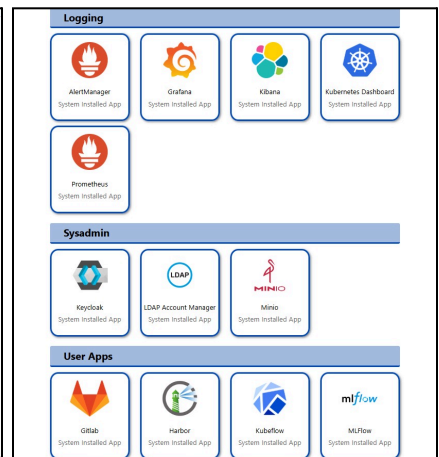 Logging
AlertManager Grafana Kibana Kubernetes Dashboard
System Installed App System Installed App System Installed App System Installed App
Prometheus
System Installed App
Sysadmin
LDAP
MINIO
Keycloak LDAP Account Manager Minio
System Installed App System Installed App System Installed App
User Apps
mlflow
Gitlab Harbor Kubeflow MLFlow
System Installed App System Installed App System Installed App System Installed App